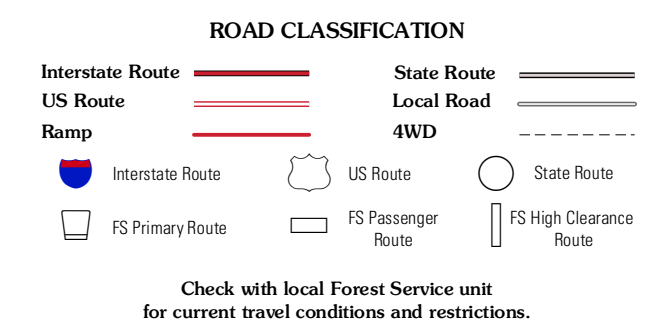 ROAD CLASSIFICATION
Interstate Route
State Route
US Route
Local Road
Ramp
4WD
Interstate Route
US Route
State Route
FS Primary Route
FS Passenger
Route
FS High Clearance
Route
Check with local Forest Service unit
for current travel conditions and restrictions.